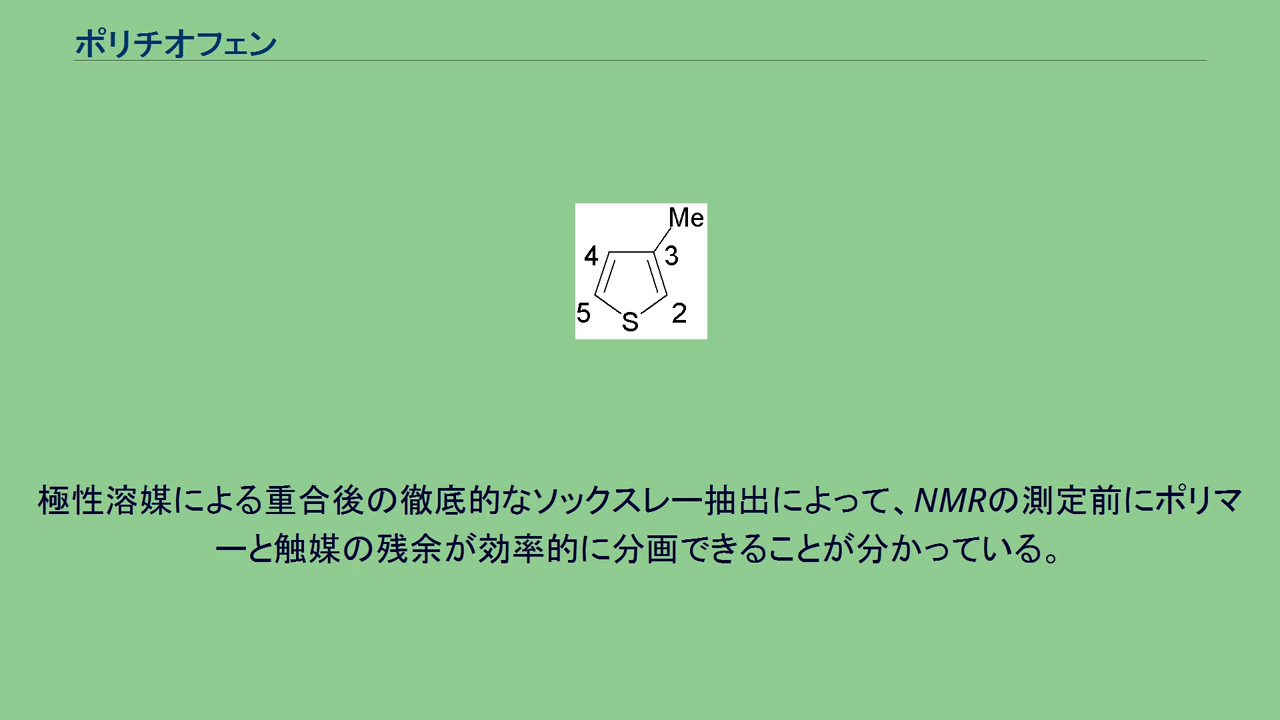 ポリチオフェン
Me
4
3
5
2
S
極性溶媒による重合後の徹底的なソックスレー抽出によって、NMRの測定前にポリマ
ーと触媒の残余が効率的に分画できることが分かっている。